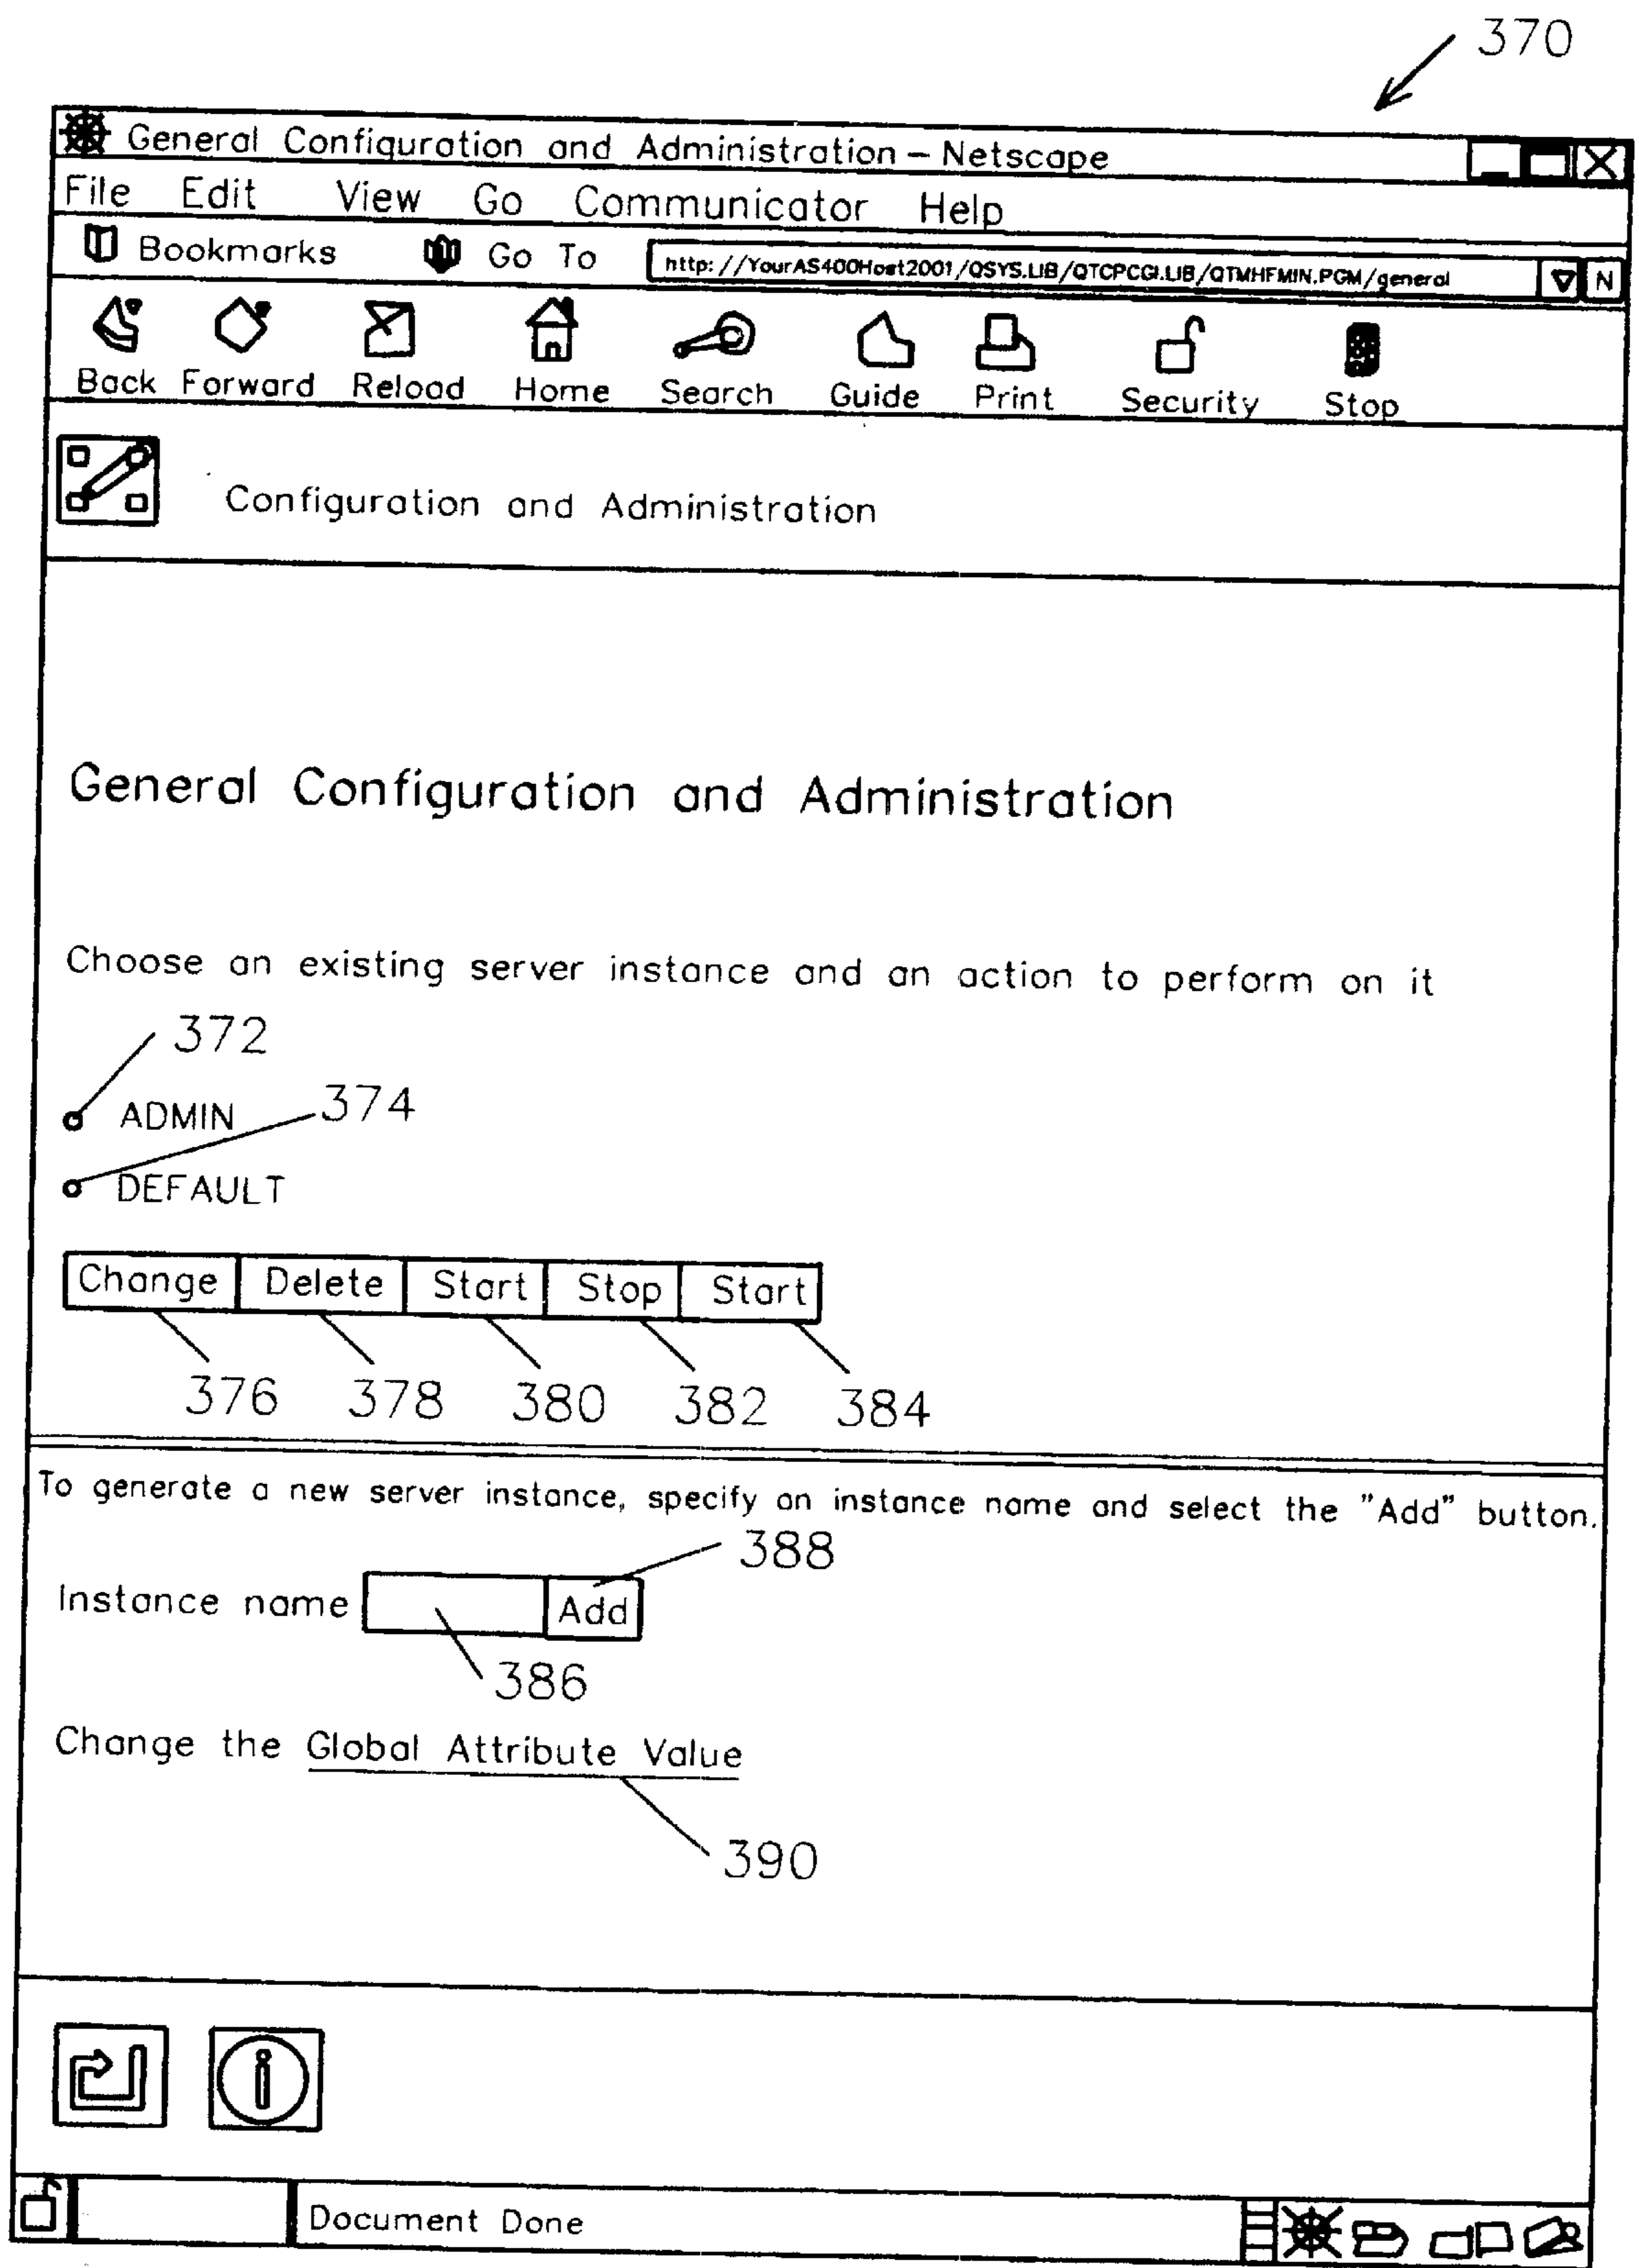 370
General Configuration and Administration – Netscape
File Edit View Go Communicator Help
Bookmarks Go To http://YourAS400Host2001/QSYS.LIB/QTCPCGI.LIB/QTMHFMIN.PGM/general N
Back Forward Reload Home Search Guide Print Security Stop
Configuration and Administration
General Configuration and Administration
Choose an existing server instance and an action to perform on it
372
ADMIN 374
DEFAULT
Change Delete Start Stop Start
376 378 380 382 384
To generate a new server instance, specify an instance name and select the "Add" button.
388
Instance name Add
386
Change the Global Attribute Value
390
i
Document Done